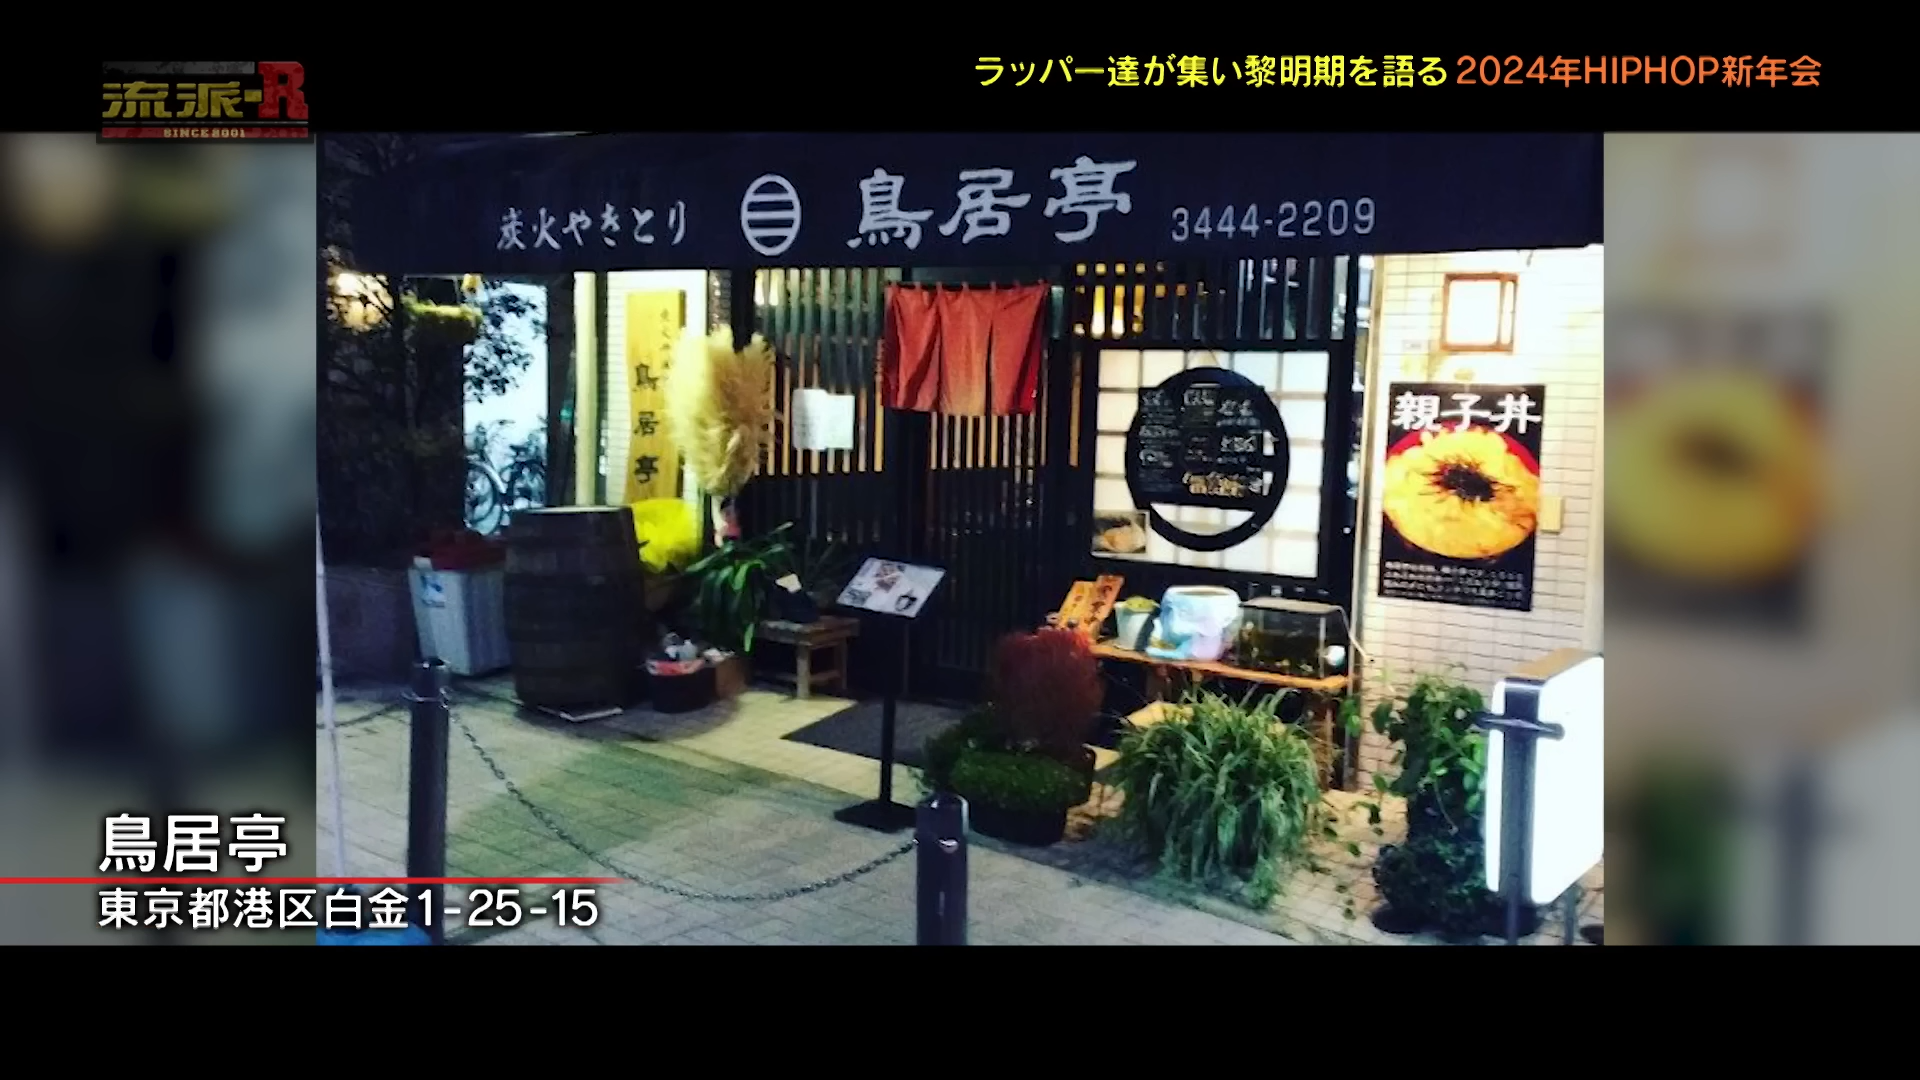 流派-R
SINCE2001
ラッパー達が集い黎明期を語る 2024年HIPHOP新年会
炭火やきとり 鳥居亭 3444-2209
鳥居亭
親子丼
鳥居亭
東京都港区白金1-25-15